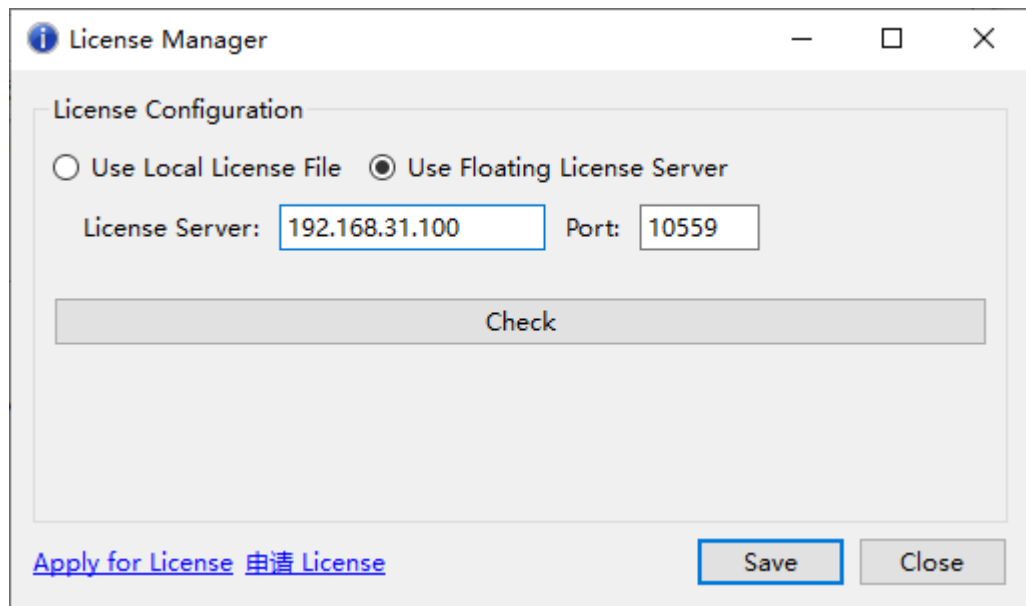 License Manager
License Configuration
Use Local License File Use Floating License Server
License Server: 192.168.31.100 Port: 10559
Check
Apply for License 申请 License Save Close